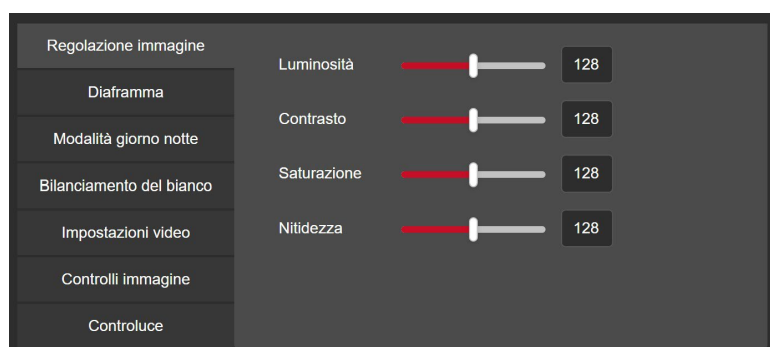 Regolazione immagine
Diaframma
Modalità giorno notte
Bilanciamento del bianco
Impostazioni video
Controlli immagine
Controluce
Luminosità 128
Contrasto 128
Saturazione 128
Nitidezza 128